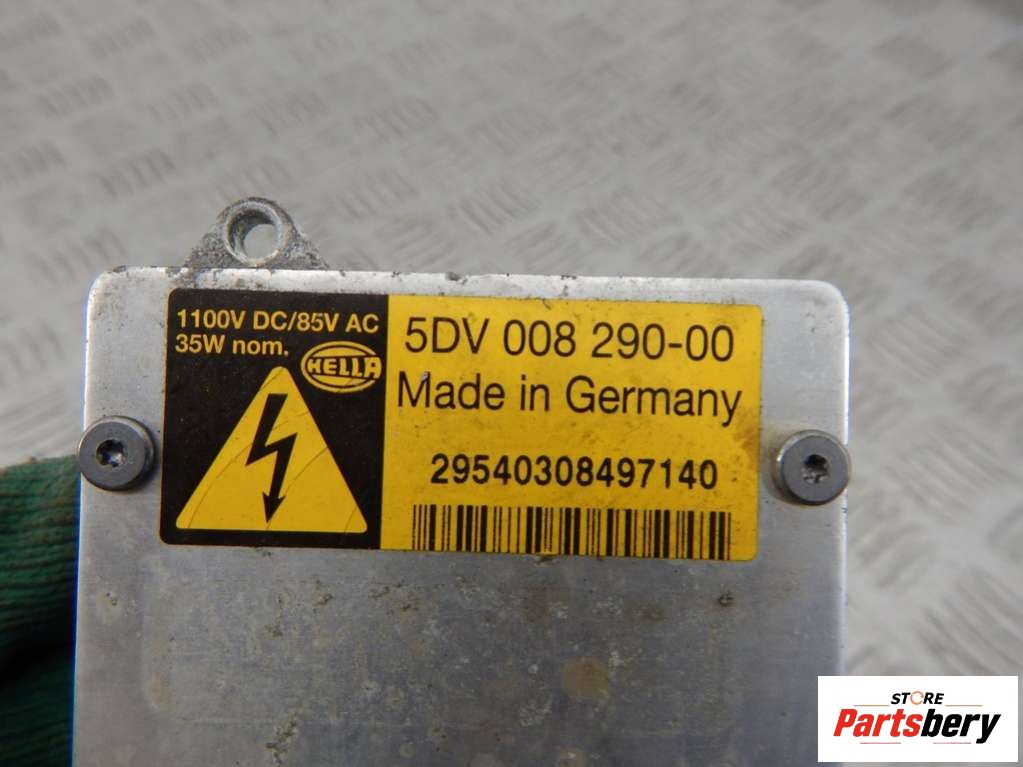 1100V DC/85V AC
35W nom.
HELLA
5DV 008 290-00
Made in Germany
29540308497140
STORE
Partsbery